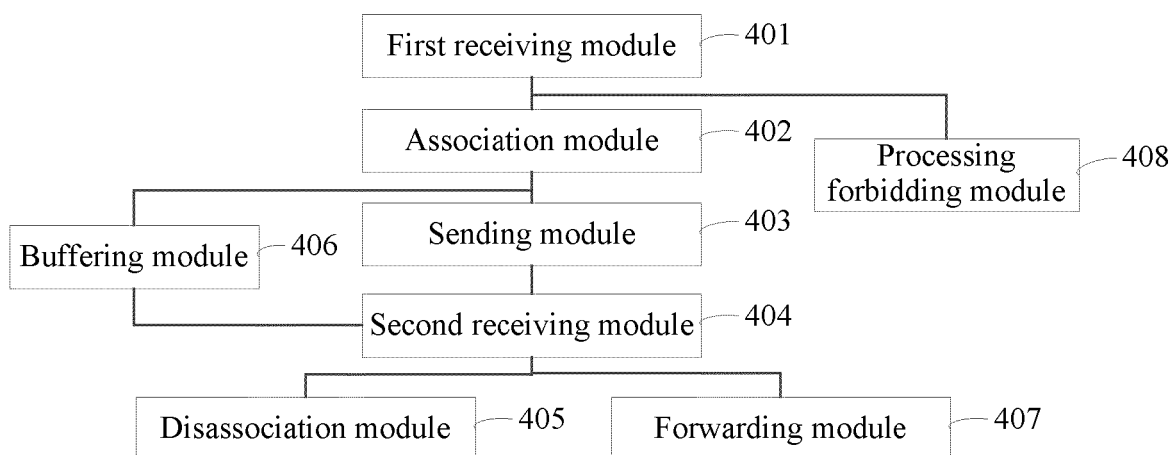 First receiving module
401
Association module
402
Processing
forbidding module
408
Sending module
403
Buffering module
406
Second receiving module
404
Disassociation module
405
Forwarding module
407